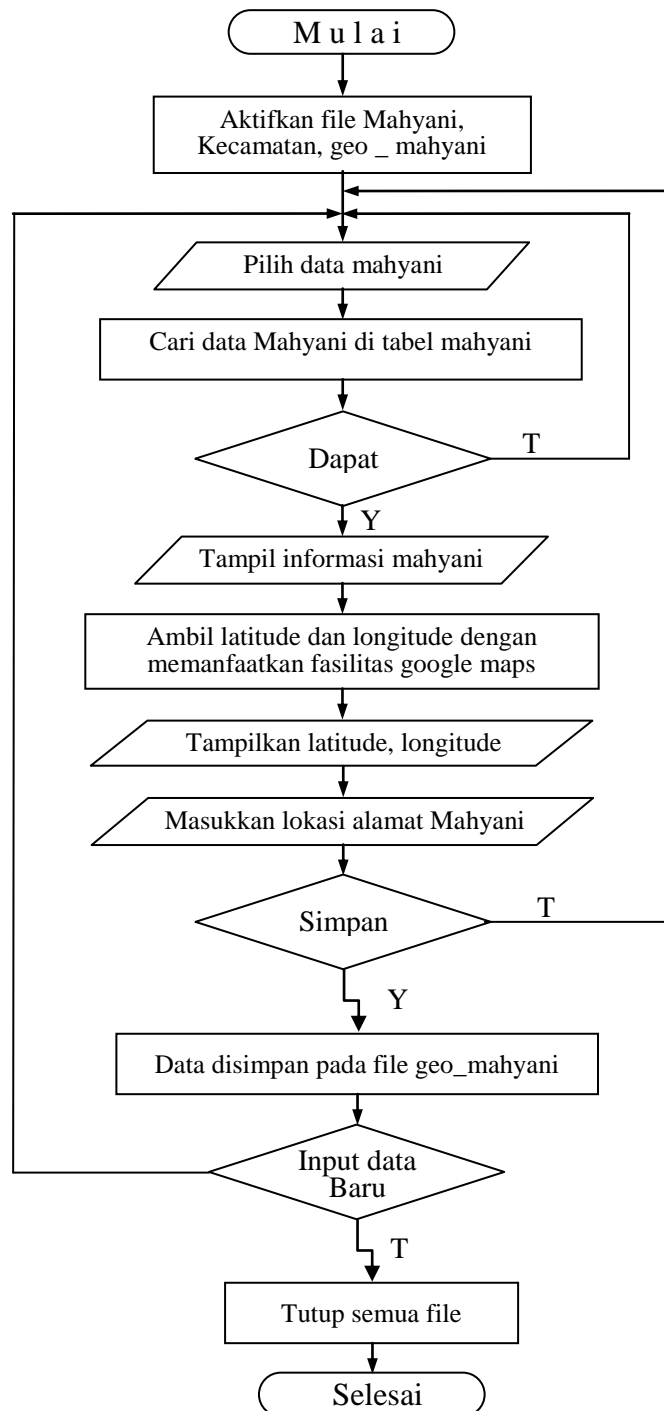 M u l a i
Aktifkan file Mahyani,
Kecamatan, geo _ mahyani
Pilih data mahyani
Cari data Mahyani di tabel mahyani
Dapat
T
Y
Tampil informasi mahyani
Ambil latitude dan longitude dengan
memanfaatkan fasilitas google maps
Tampilkan latitude, longitude
Masukkan lokasi alamat Mahyani
Simpan
T
Y
Data disimpan pada file geo_mahyani
Input data
Baru
T
Tutup semua file
Selesai